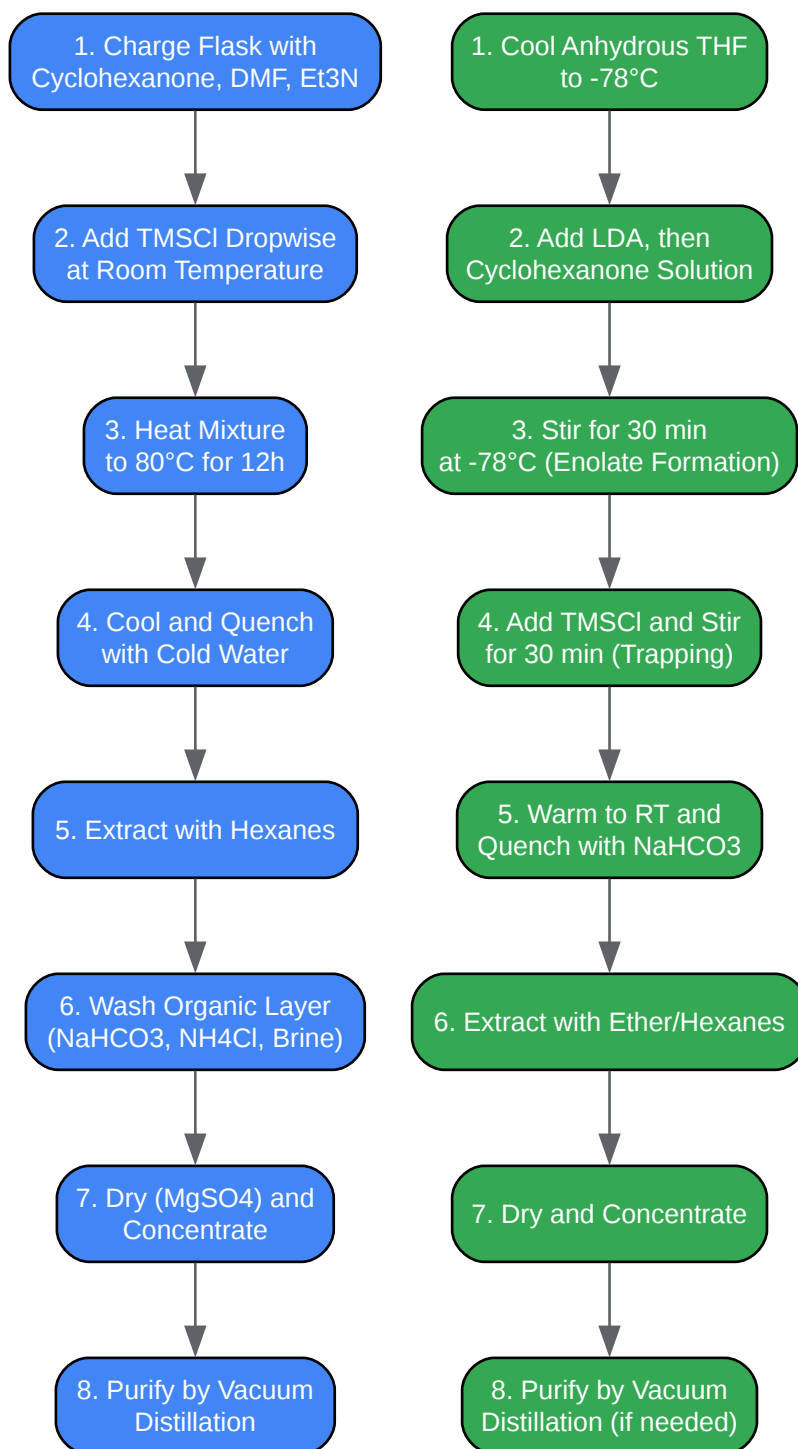 1. Charge Flask with
Cyclohexanone, DMF, Et3N
2. Add TMSCl Dropwise
at Room Temperature
3. Heat Mixture
to 80°C for 12h
4. Cool and Quench
with Cold Water
5. Extract with Hexanes
6. Wash Organic Layer
(NaHCO3, NH4Cl, Brine)
7. Dry (MgSO4) and
Concentrate
8. Purify by Vacuum
Distillation
1. Cool Anhydrous THF
to -78°C
2. Add LDA, then
Cyclohexanone Solution
3. Stir for 30 min
at -78°C (Enolate Formation)
4. Add TMSCl and Stir
for 30 min (Trapping)
5. Warm to RT and
Quench with NaHCO3
6. Extract with Ether/Hexanes
7. Dry and Concentrate
8. Purify by Vacuum
Distillation (if needed)